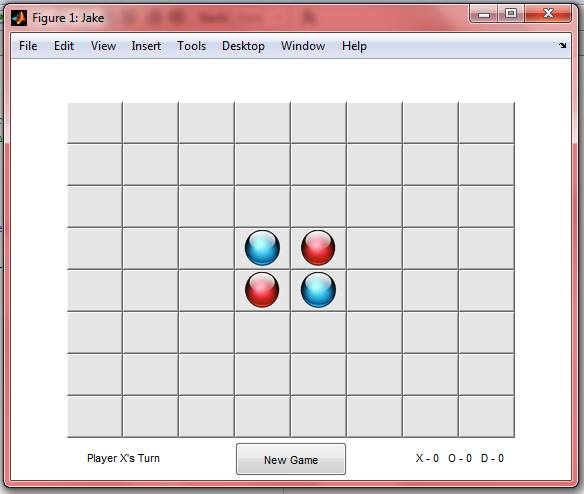 Figure 1: Jake
File Edit View Insert Tools Desktop Window Help
Player X's Turn
New Game
X - 0 O - 0 D - 0